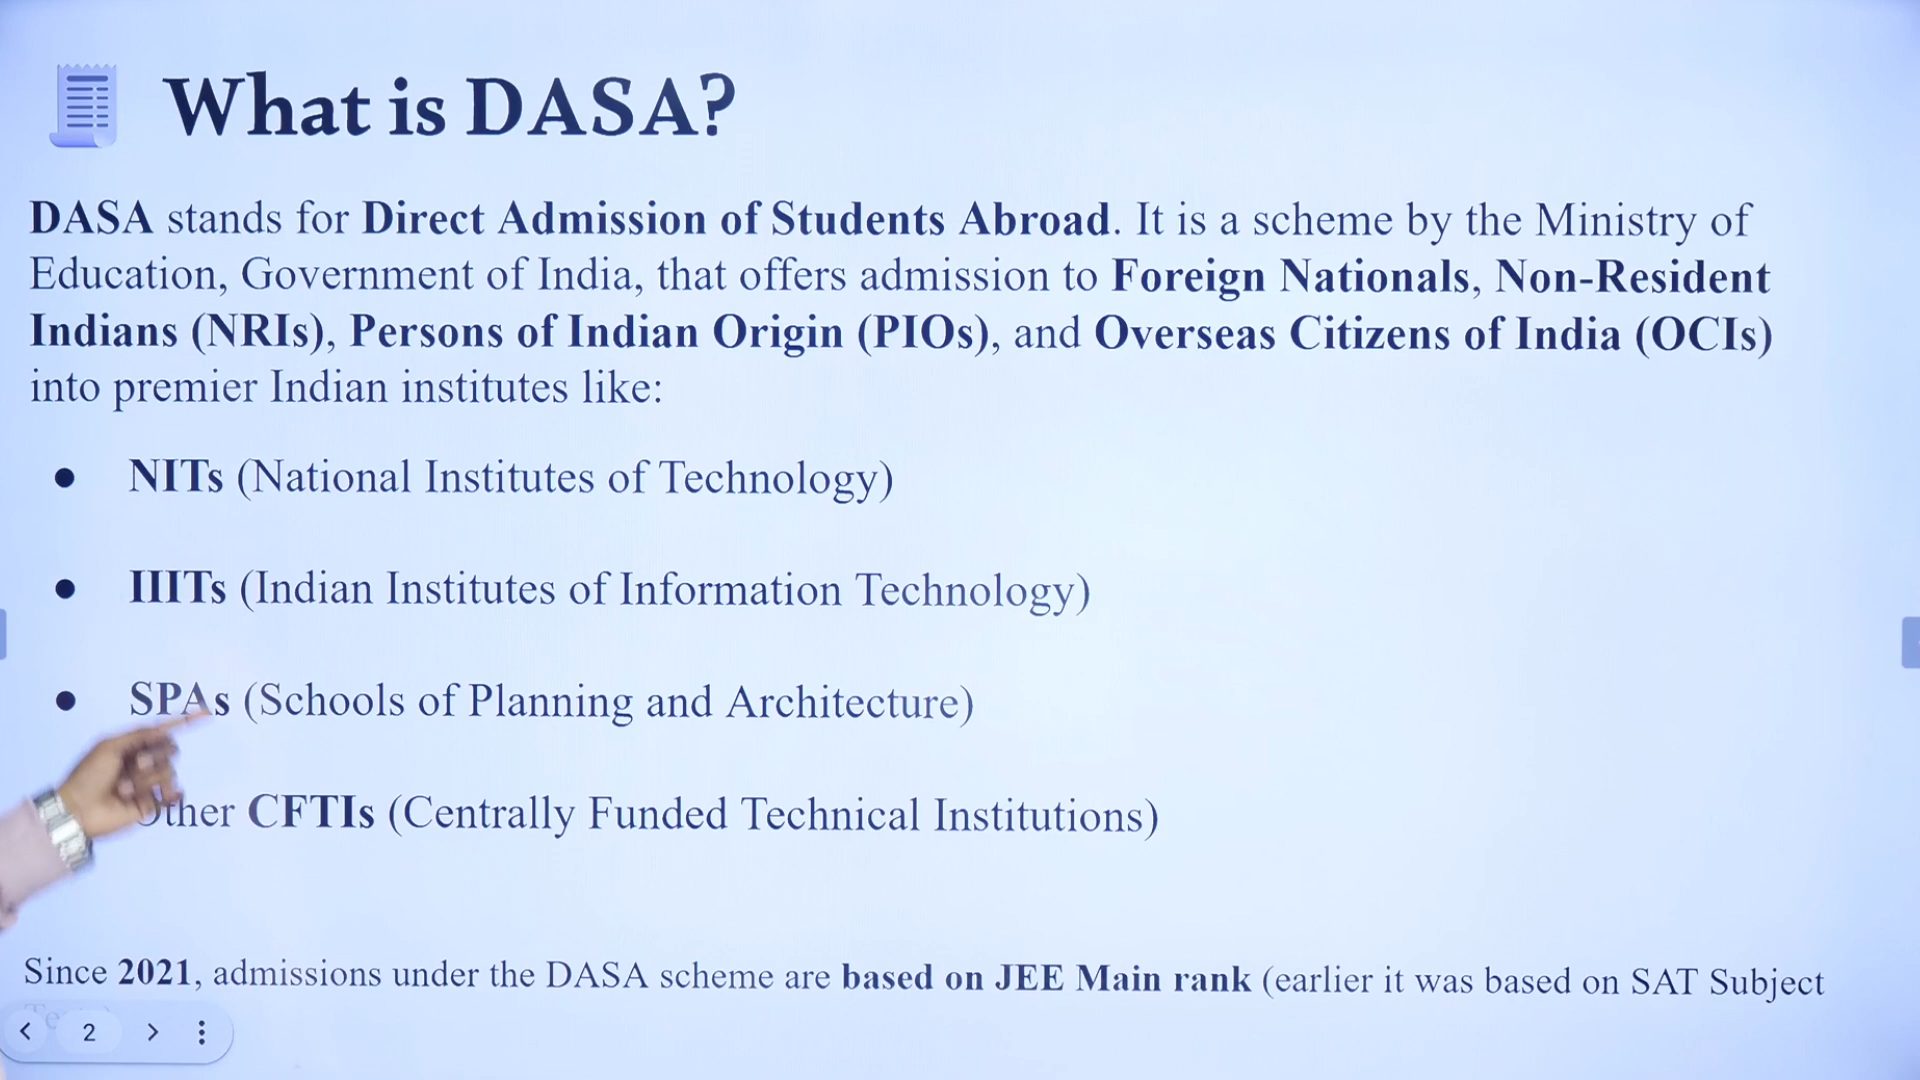 What is DASA?
DASA stands for Direct Admission of Students Abroad. It is a scheme by the Ministry of
Education, Government of India, that offers admission to Foreign Nationals, Non-Resident
Indians (NRIs), Persons of Indian Origin (PIOs), and Overseas Citizens of India (OCIs)
into premier Indian institutes like:
● NITs (National Institutes of Technology)
● IIITs (Indian Institutes of Information Technology)
● SPAs (Schools of Planning and Architecture)
Other CFTIs (Centrally Funded Technical Institutions)
Since 2021, admissions under the DASA scheme are based on JEE Main rank (earlier it was based on SAT Subject
2